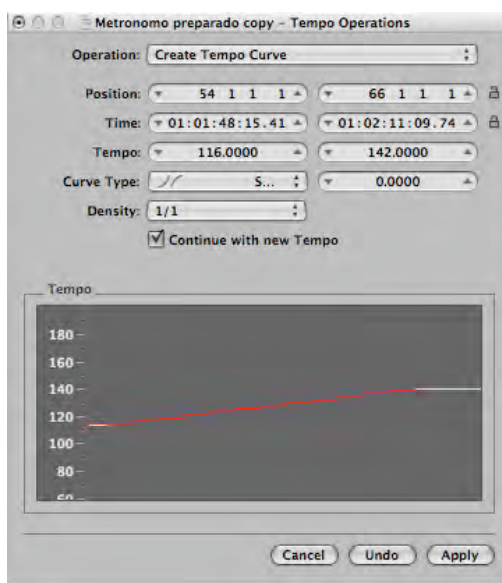 Metronomo preparado copy – Tempo Operations
Operation: Create Tempo Curve
Position: 54 1 1 1 66 1 1 1
Time: 01:01:48:15.41 01:02:11:09.74
Tempo: 116.0000 142.0000
Curve Type: S... 0.0000
Density: 1/1
Continue with new Tempo
Tempo
180
160
140
120
100
80
60
Cancel Undo Apply